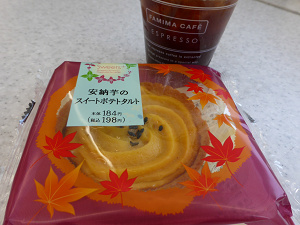 FAMIMA CAFÉ
ESPRESSO
安納芋の
スイートポテトタルト
本体 184円
(税込 198円)